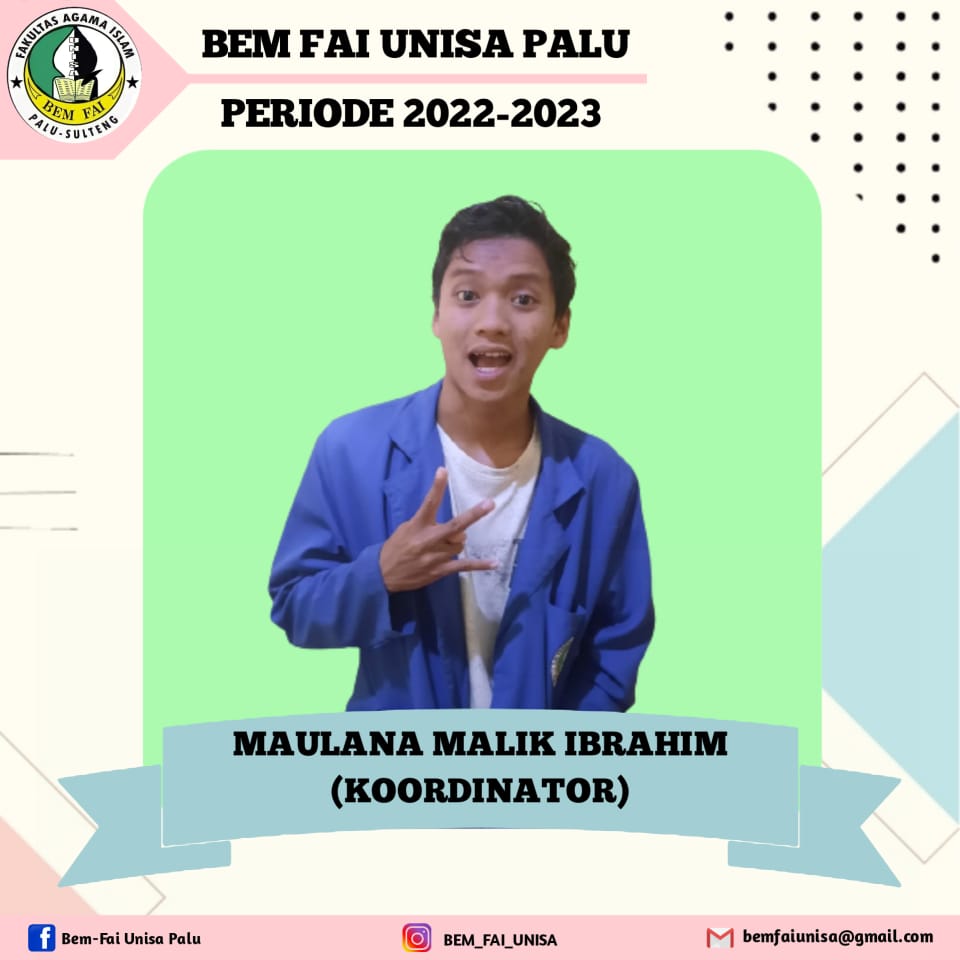 FAKULTAS AGAMA ISLAM
BEM FAI
PALU-SULTENG
BEM FAI UNISA PALU
PERIODE 2022-2023
MAULANA MALIK IBRAHIM
(KOORDINATOR)
Bem-Fai Unisa Palu
BEM_FAI_UNISA
bemfaiunisa@gmail.com